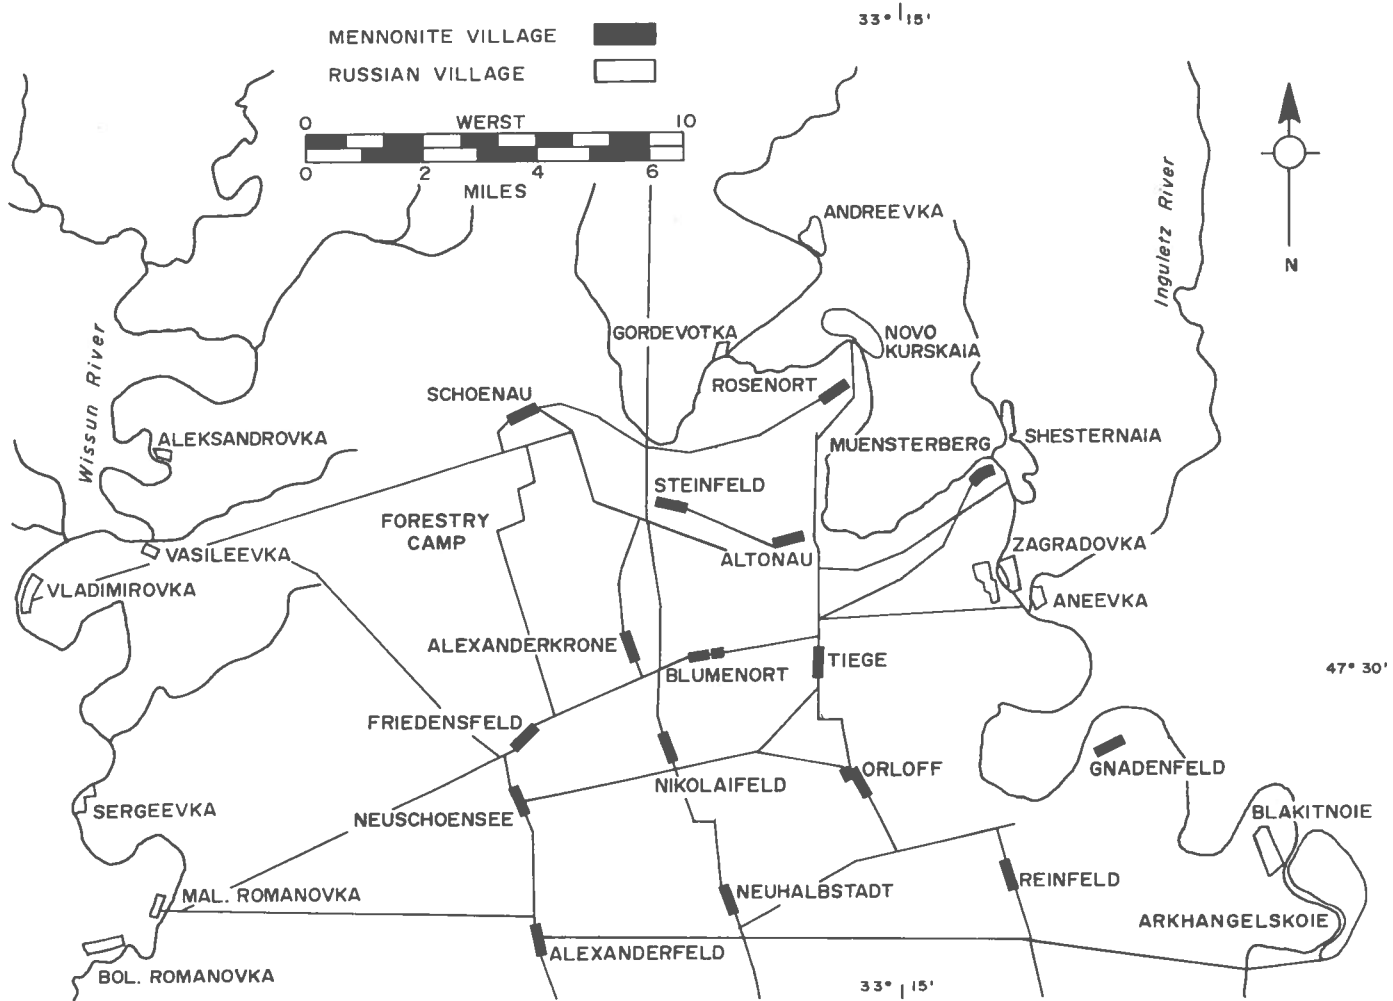 33° 15'
MENNONITE VILLAGE
RUSSIAN VILLAGE
0 WERST 10
0 2 4 6
MILES
ANDREEVKA
Inguletz River
N
GORDEVOTKA
NOVO
KURSKAIA
Wissun River
ROSENORT
SCHOENAU
ALEKSANDROVKA
MUENSTERBERG
SHESTERNAIA
STEINFELD
FORESTRY
CAMP
ALTONAU
ZAGRADOVKA
VASILEEVKA
VLADIMIROVKA
ANEEVKA
ALEXANDERKRONE
BLUMENORT
TIEGE
47° 30'
FRIEDENSFELD
ORLOFF
GNADENFELD
NIKOLAIFELD
SERGEEVKA
NEUSCHOENSEE
BLAKITNOIE
MAL. ROMANOVKA
NEUHALBSTADT
REINFELD
ARKHANGELSKOIE
ALEXANDERFELD
BOL. ROMANOVKA
33° 15'